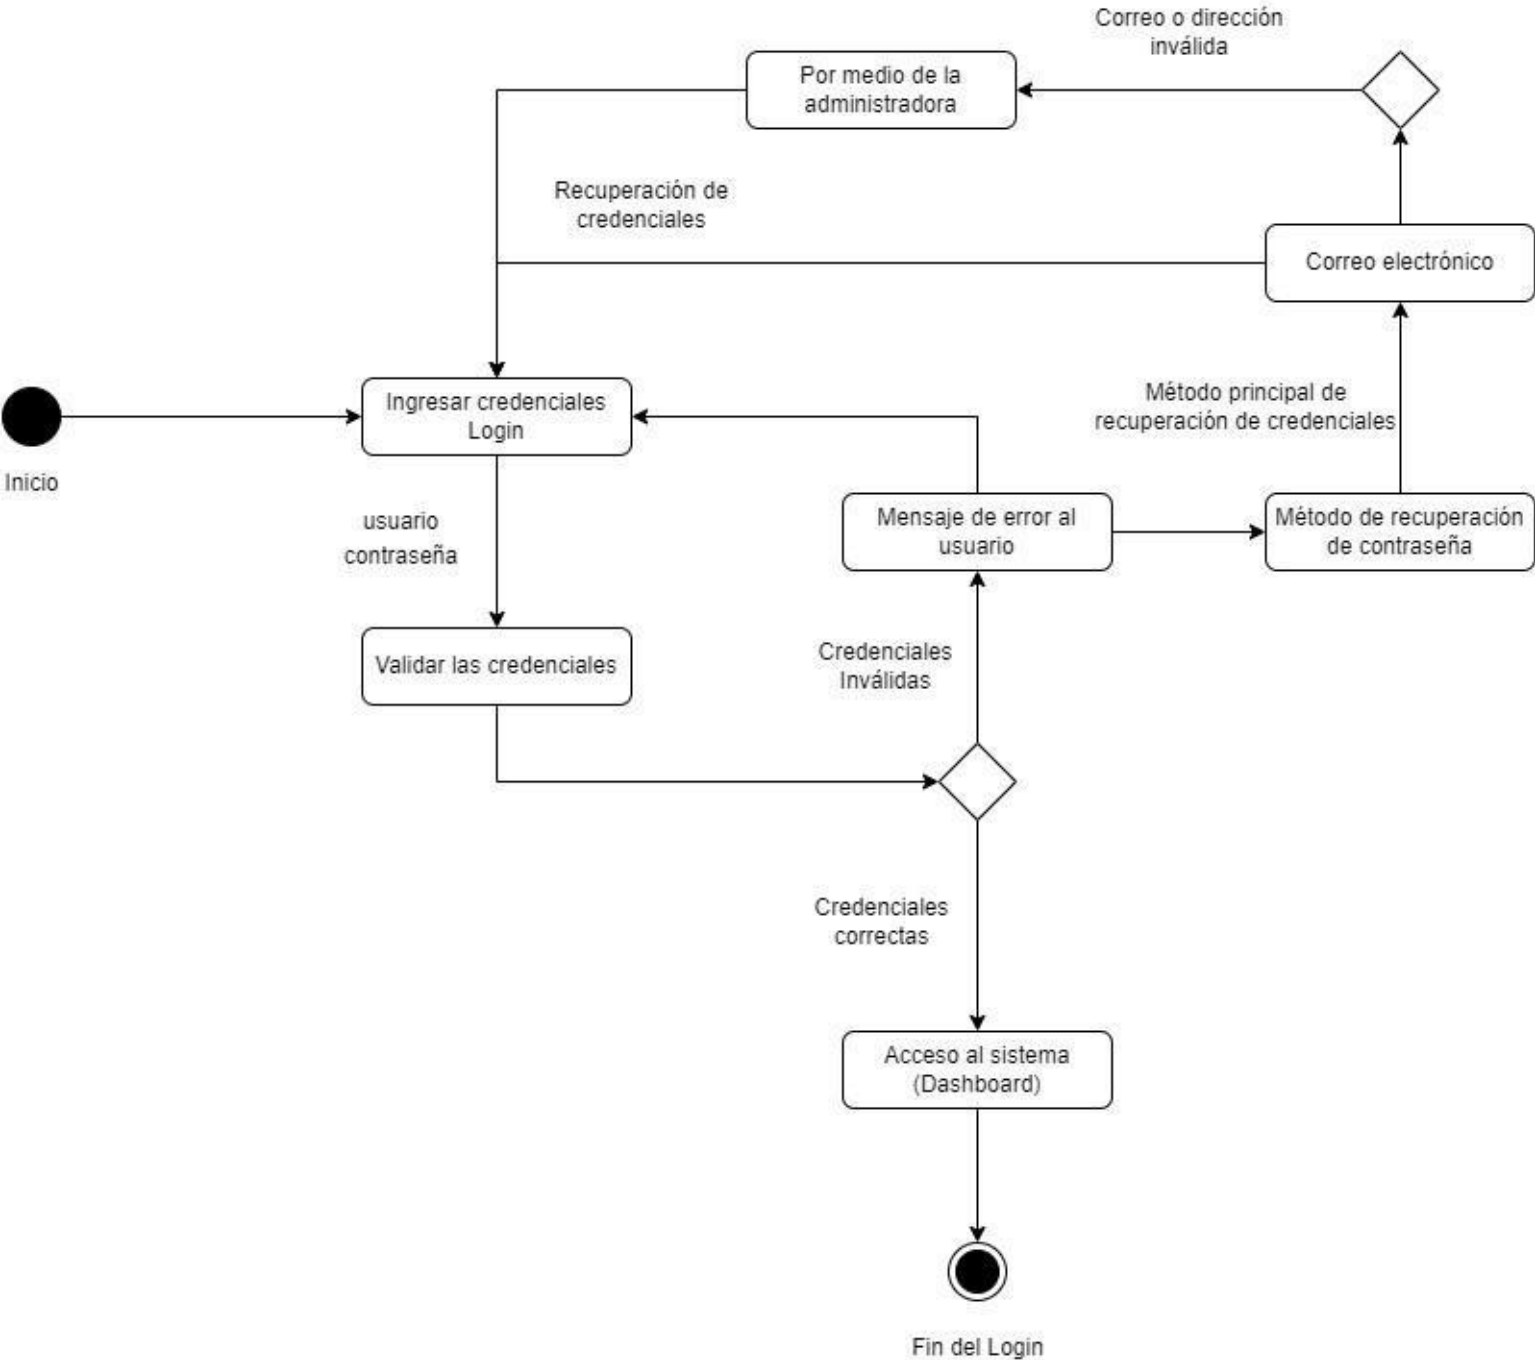 Correo o dirección
inválida
Por medio de la
administradora
Recuperación de
credenciales
Correo electrónico
Método principal de
recuperación de credenciales
Ingresar credenciales
Login
Inicio
usuario
contraseña
Mensaje de error al
usuario
Método de recuperación
de contraseña
Validar las credenciales
Credenciales
Inválidas
Credenciales
correctas
Acceso al sistema
(Dashboard)
Fin del Login